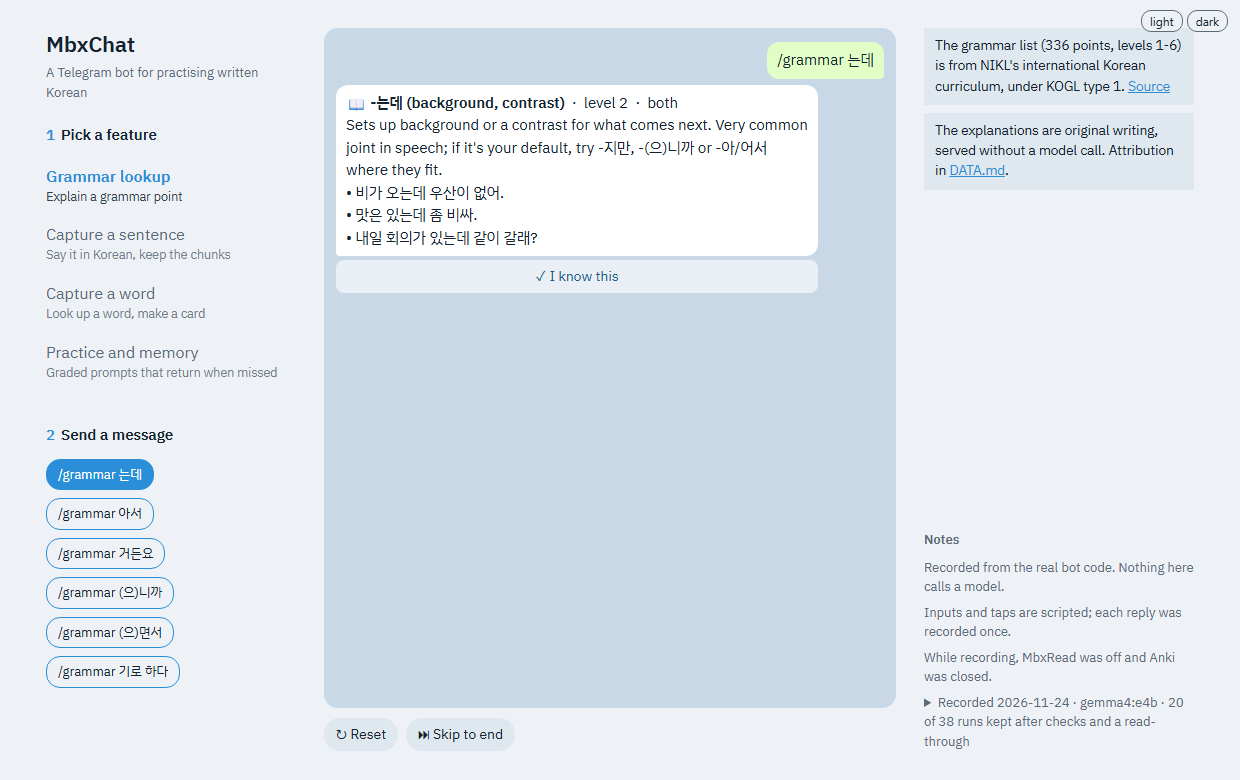 MbxChat
A Telegram bot for practising written
Korean
1 Pick a feature
Grammar lookup
Explain a grammar point
Capture a sentence
Say it in Korean, keep the chunks
Capture a word
Look up a word, make a card
Practice and memory
Graded prompts that return when missed
2 Send a message
/grammar 는데
/grammar 아서
/grammar 거든요
/grammar (으)니까
/grammar (으)면서
/grammar 기로 하다
/grammar 는데
📖 -는데 (background, contrast) · level 2 · both
Sets up background or a contrast for what comes next. Very common
joint in speech; if it's your default, try -지만, -(으)니까 or -아/어서
where they fit.
• 비가 오는데 우산이 없어.
• 맛은 있는데 좀 비싸.
• 내일 회의가 있는데 같이 갈래?
✓ I know this
↻ Reset
⏭ Skip to end
light
dark
The grammar list (336 points, levels 1-6)
is from NIKL's international Korean
curriculum, under KOGL type 1. Source
The explanations are original writing,
served without a model call. Attribution
in DATA.md.
Notes
Recorded from the real bot code. Nothing here
calls a model.
Inputs and taps are scripted; each reply was
recorded once.
While recording, MbxRead was off and Anki
was closed.
▶ Recorded 2026-11-24 · gemma4:e4b · 20
of 38 runs kept after checks and a read-
through